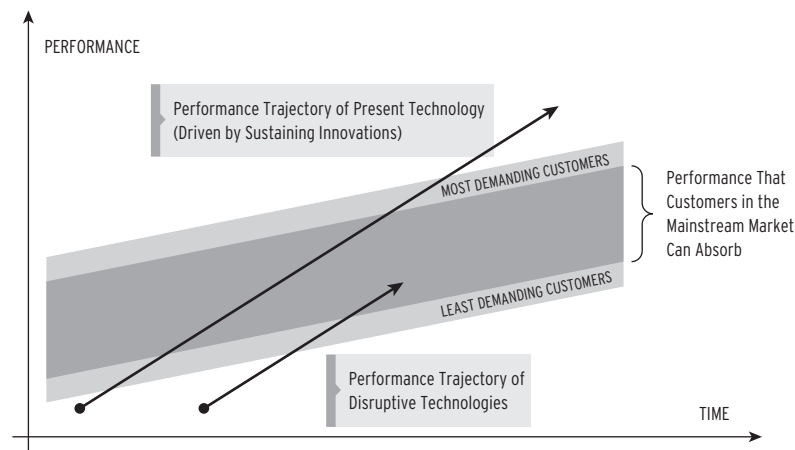 PERFORMANCE
Performance Trajectory of Present Technology
(Driven by Sustaining Innovations)
MOST DEMANDING CUSTOMERS
Performance That
Customers in the
Mainstream Market
Can Absorb
LEAST DEMANDING CUSTOMERS
Performance Trajectory of
Disruptive Technologies
TIME